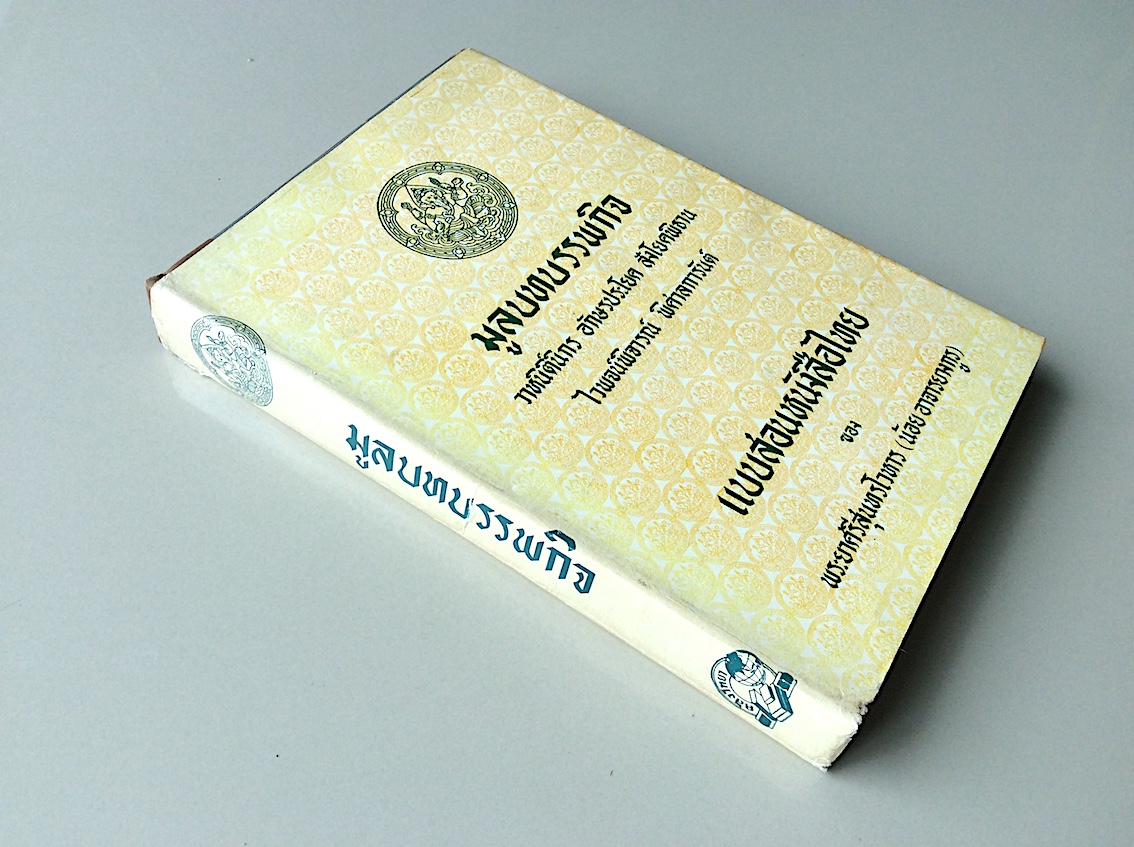 มูลบทบรรพกิจ
วาหนิติ์นิกร อักษรประโยค สังโยคพิธาน
ไวพจน์พิจารณ์ พิศาลการันต์
แบบสอนหนังสือไทย
ของ
พระยาศรีสุนทรโวหาร (น้อย อาจารยางกูร)
มูลบทบรรพกิจ